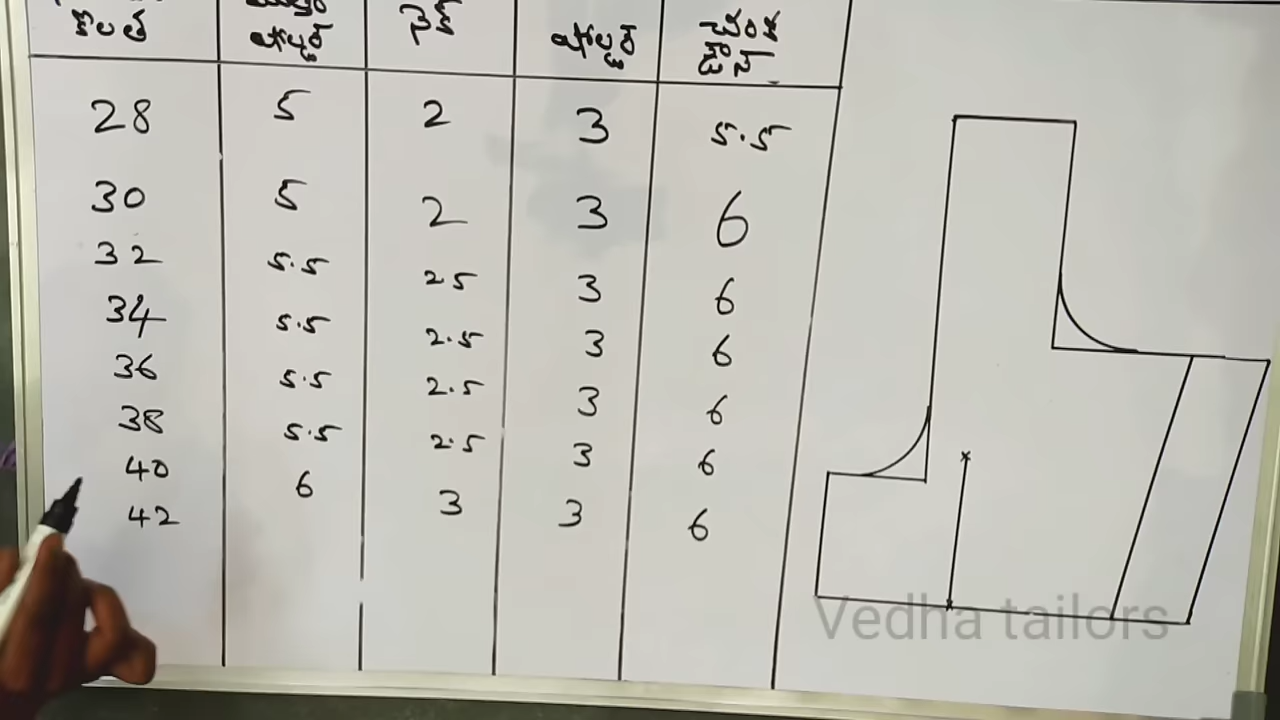 28 5 2 3 5.5
30 5 2 3 6
32 5.5 25 3 6
34 5.5 2.5 3 6
36 5.5 2.5 3 6
38 5.5 2.5 3 6
40 6 3 3 6
42
Vedha tailors